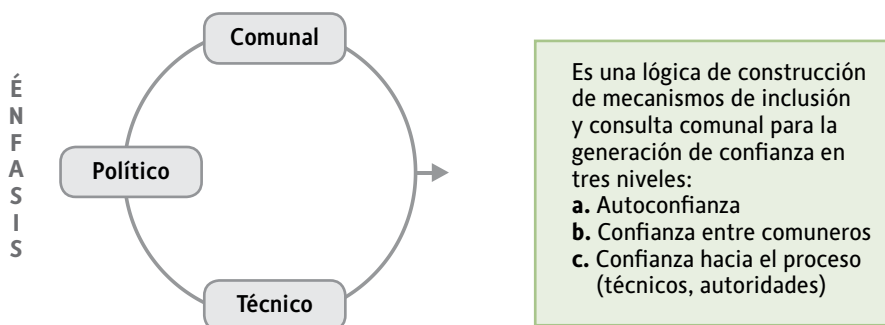 ÉNFASIS
Comunal
Político
Técnico
Es una lógica de construcción
de mecanismos de inclusión
y consulta comunal para la
generación de confianza en
tres niveles:
a. Autoconfianza
b. Confianza entre comuneros
c. Confianza hacia el proceso
(técnicos, autoridades)